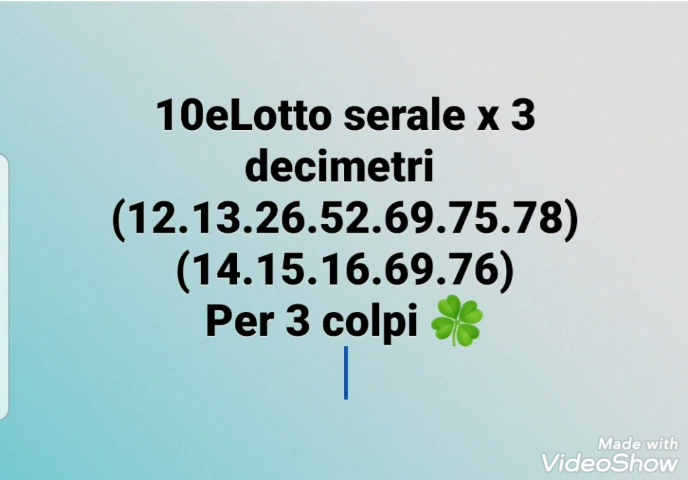 10eLotto serale x 3
decimetri
(12.13.26.52.69.75.78)
(14.15.16.69.76)
Per 3 colpi 🍀
Made with
VideoShow